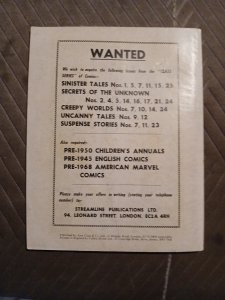 WANTED
We wish to acquire the following issues from the "CLASS
SERIES" of Comics:
SINISTER TALES Nos. 1, 5, 7, 11, 15, 23
SECRETS OF THE UNKNOWN
Nos. 2, 4, 5, 14, 16, 17, 21, 24
CREEPY WORLDS Nos. 7, 10, 14, 24
UNCANNY TALES Nos. 9, 12
SUSPENSE STORIES Nos. 7, 11, 23
Also required:
PRE-1950 CHILDREN'S ANNUALS
PRE-1945 ENGLISH COMICS
PRE-1968 AMERICAN MARVEL
COMICS
Please make your offers in writing (stating your telephone
number) to:
STREAMLINE PUBLICATIONS LTD.
94, LEONARD STREET, LONDON, EC2A 4RH